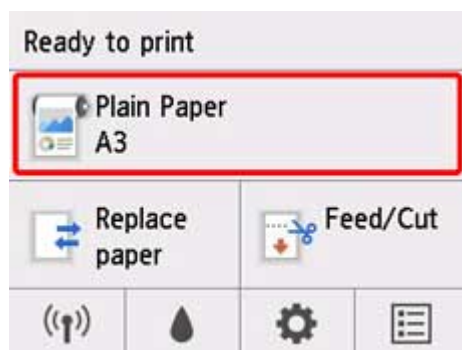 Ready to print
Plain Paper
A3
Replace
paper
Feed/Cut